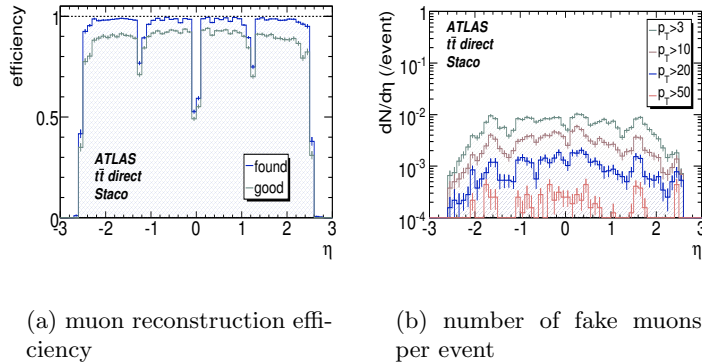 efficiency
1
0.5
0
ATLAS
tt̄ direct
Staco
found
good
-3 -2 -1 0 1 2 3
η
(a) muon reconstruction effi-
ciency
dN/dη (/event)
1
10⁻¹
10⁻²
10⁻³
10⁻⁴
ATLAS
tt̄ direct
Staco
p_T>3
p_T>10
p_T>20
p_T>50
-3 -2 -1 0 1 2 3
η
(b) number of fake muons
per event